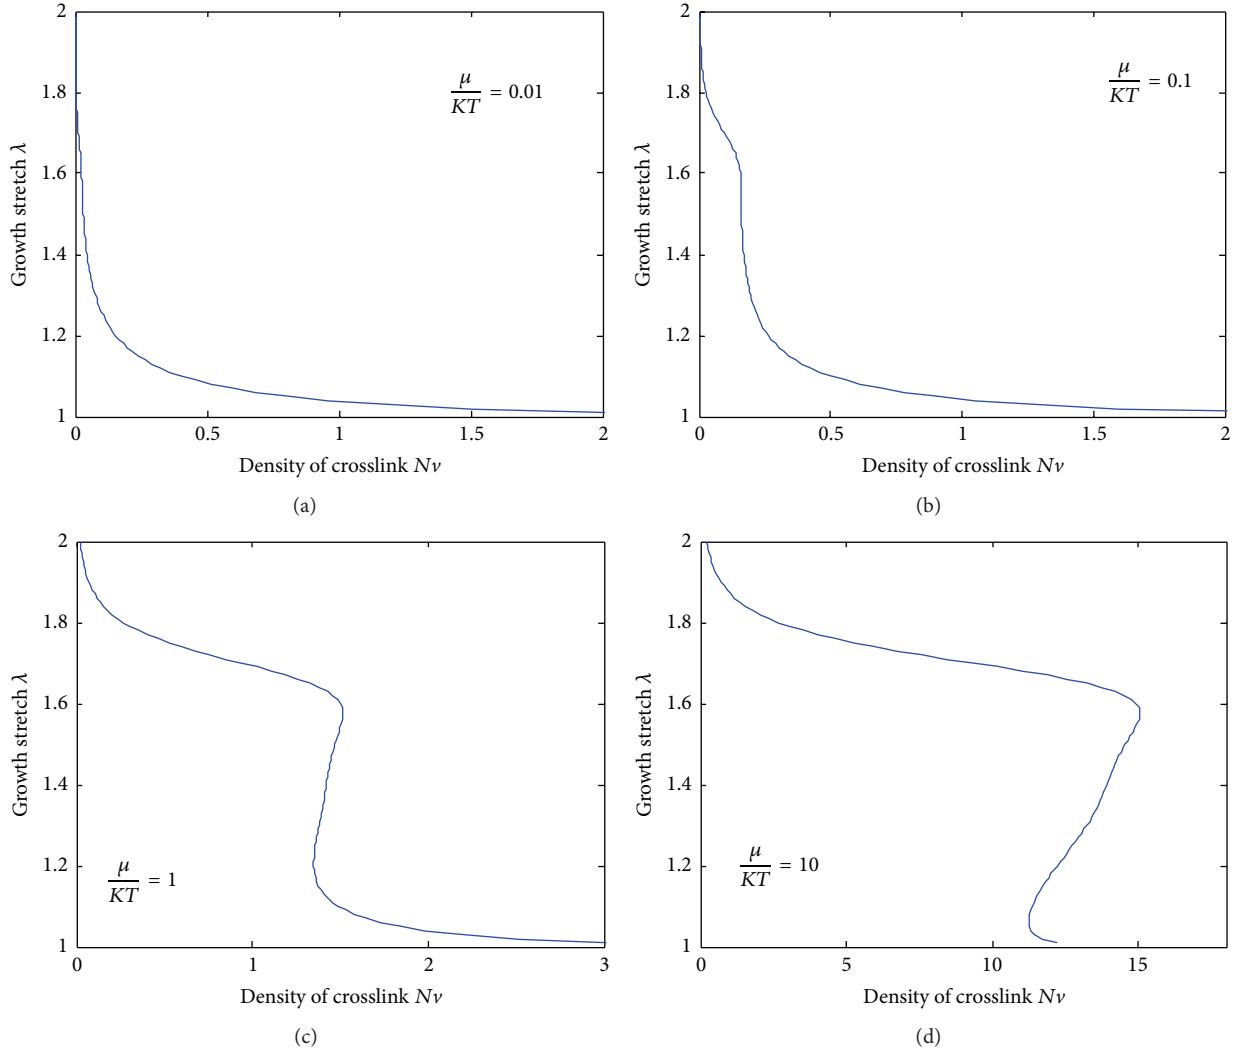 2
1.8
1.6
1.4
1.2
1
0
0.5
1
1.5
2
Growth stretch λ
Density of crosslink Nν
μ/KT = 0.01
(a)
2
1.8
1.6
1.4
1.2
1
0
0.5
1
1.5
2
Growth stretch λ
Density of crosslink Nν
μ/KT = 0.1
(b)
2
1.8
1.6
1.4
1.2
1
0
1
2
3
Growth stretch λ
Density of crosslink Nν
μ/KT = 1
(c)
2
1.8
1.6
1.4
1.2
1
0
5
10
15
Growth stretch λ
Density of crosslink Nν
μ/KT = 10
(d)